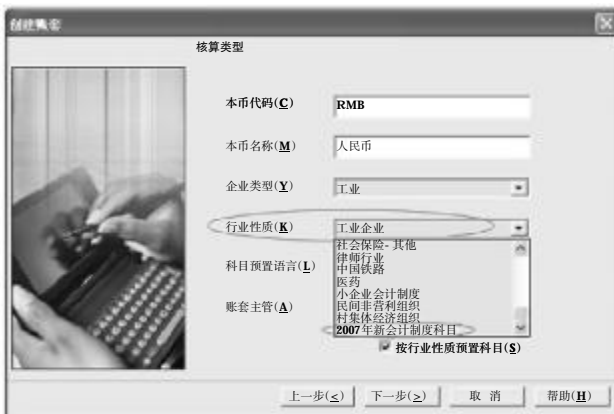 创建账套
核算类型
本币代码(C) RMB
本币名称(M) 人民币
企业类型(Y) 工业
行业性质(K) 工业企业
社会保险-其他
律师行业
中国铁路
科目预置语言(L)
医药
小企业会计制度
民间非营利组织
账套主管(A)
村集体经济组织
2007年新会计制度科目
按行业性质预置科目(S)
上一步(<) 下一步(>) 取 消 帮助(H)